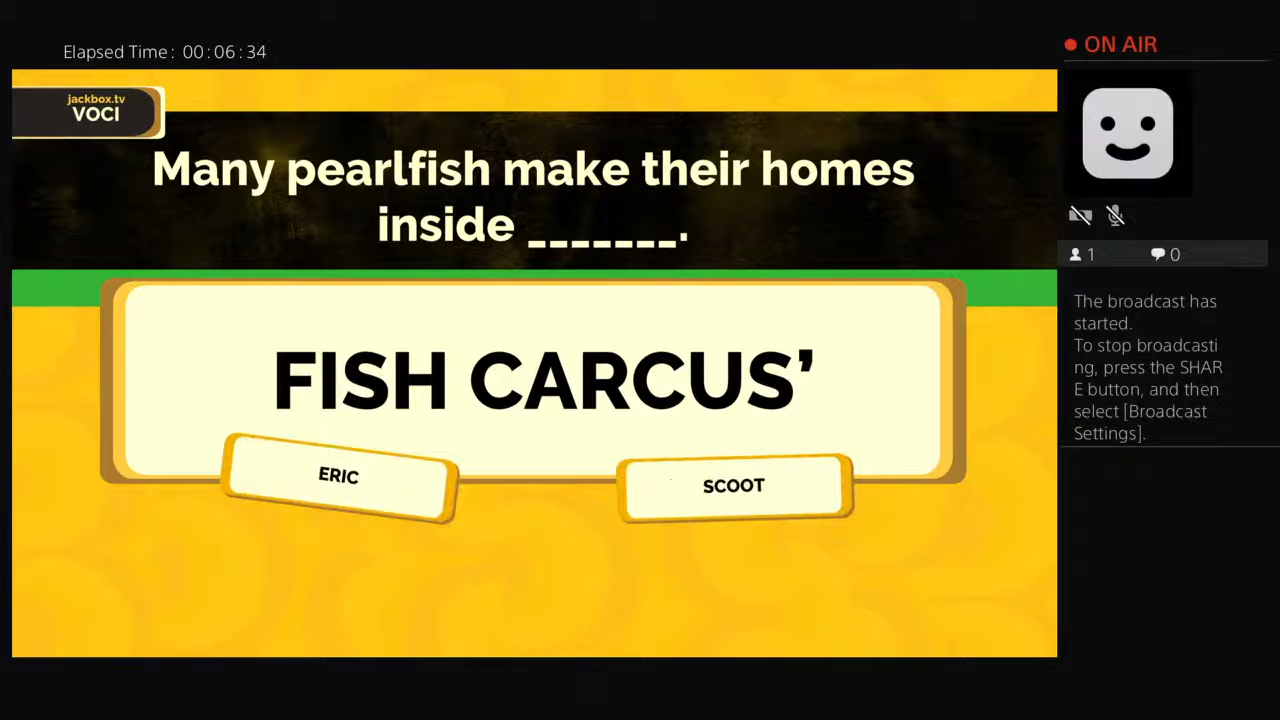 Elapsed Time: 00:06:34
ON AIR
jackbox.tv
VOCI
Many pearlfish make their homes
inside _______.
FISH CARCUS’
ERIC
SCOOT
1
0
The broadcast has
started.
To stop broadcasti
ng, press the SHAR
E button, and then
select [Broadcast
Settings].